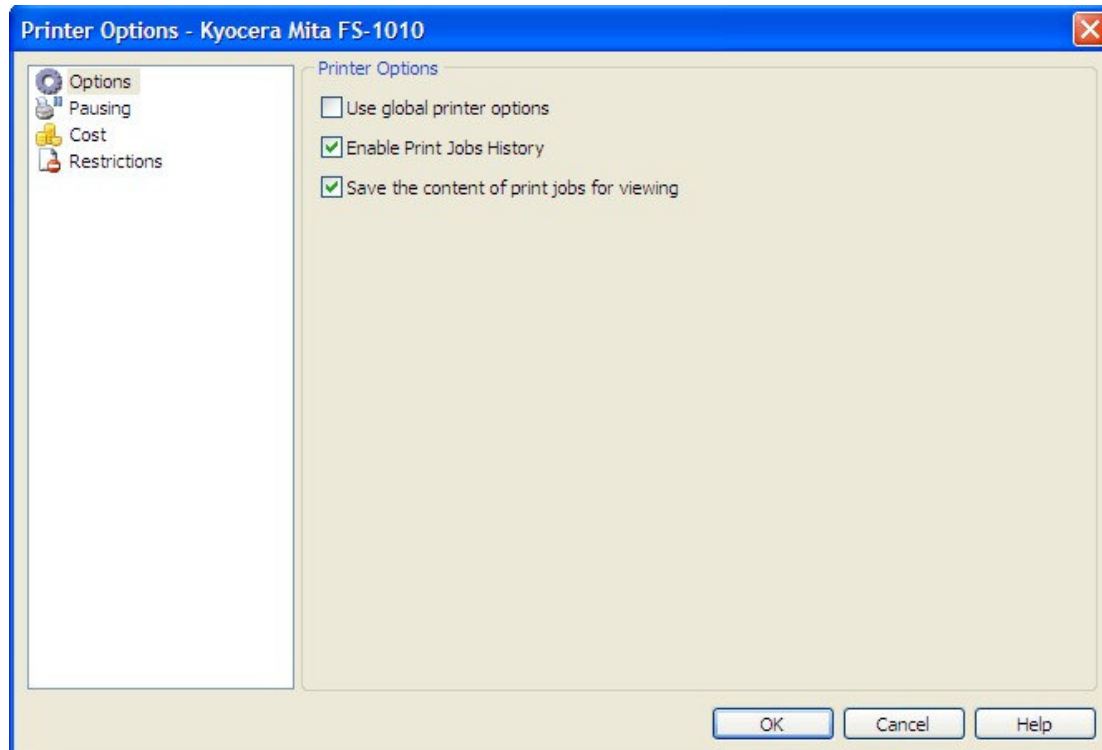 Printer Options - Kyocera Mita FS-1010
Options
Pausing
Cost
Restrictions
Printer Options
Use global printer options
Enable Print Jobs History
Save the content of print jobs for viewing
OK
Cancel
Help